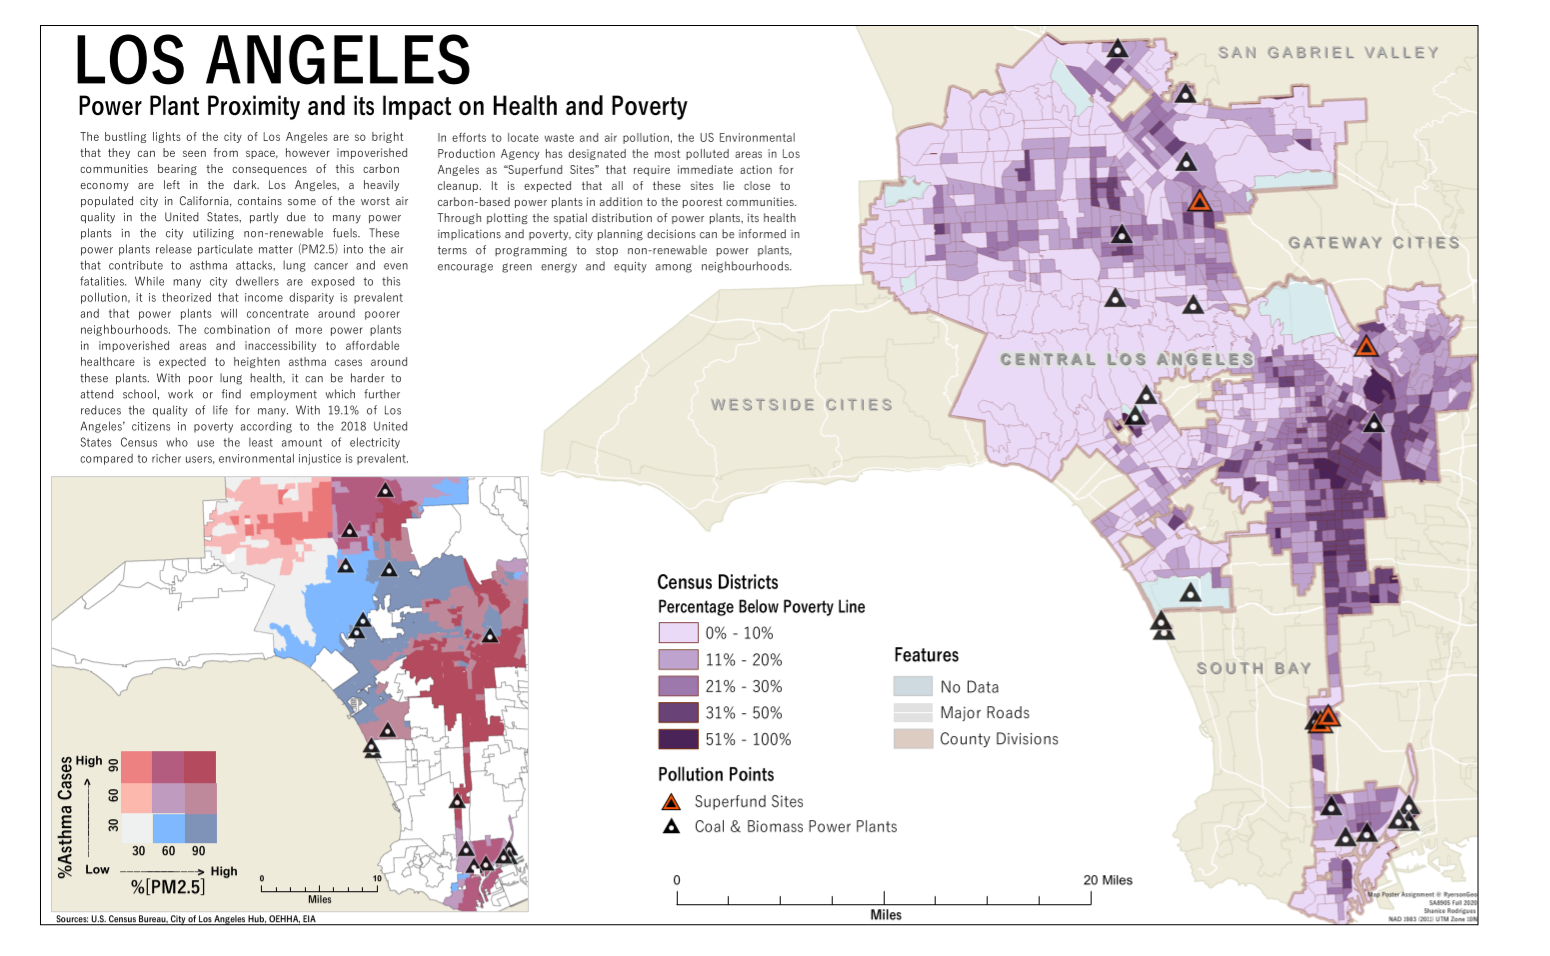 LOS ANGELES
Power Plant Proximity and its Impact on Health and Poverty
The bustling lights of the city of Los Angeles are so bright
that they can be seen from space, however impoverished
communities bearing the consequences of this carbon
economy are left in the dark. Los Angeles, a heavily
populated city in California, contains some of the worst air
quality in the United States, partly due to many power
plants in the city utilizing non-renewable fuels. These
power plants release particulate matter (PM2.5) into the air
that contribute to asthma attacks, lung cancer and even
fatalities. While many city dwellers are exposed to this
pollution, it is theorized that income disparity is prevalent
and that power plants will concentrate around poorer
neighbourhoods. The combination of more power plants
in impoverished areas and inaccessibility to affordable
healthcare is expected to heighten asthma cases around
these plants. With poor lung health, it can be harder to
attend school, work or find employment which further
reduces the quality of life for many. With 19.1% of Los
Angeles' citizens in poverty according to the 2018 United
States Census who use the least amount of electricity
compared to richer users, environmental injustice is prevalent.
In efforts to locate waste and air pollution, the US Environmental
Production Agency has designated the most polluted areas in Los
Angeles as "Superfund Sites" that require immediate action for
cleanup. It is expected that all of these sites lie close to
carbon-based power plants in addition to the poorest communities.
Through plotting the spatial distribution of power plants, its health
implications and poverty, city planning decisions can be informed in
terms of programming to stop non-renewable power plants,
encourage green energy and equity among neighbourhoods.
SAN GABRIEL VALLEY
GATEWAY CITIES
CENTRAL LOS ANGELES
WESTSIDE CITIES
SOUTH BAY
Census Districts
Percentage Below Poverty Line
0% - 10%
11% - 20%
21% - 30%
31% - 50%
51% - 100%
Features
No Data
Major Roads
County Divisions
Pollution Points
Superfund Sites
Coal & Biomass Power Plants
0 20 Miles
Miles
%Asthma Cases
High
Low
90
60
30
30 60 90
High
%[PM2.5]
0 10
Miles
Sources: U.S. Census Bureau, City of Los Angeles Hub, OEHHA, EIA
Map Poster Assignment @ RyersonGeo
SA8905 Fall 2020
Shanice Rodrigues
NAD 1983 (2011) UTM Zone 10N